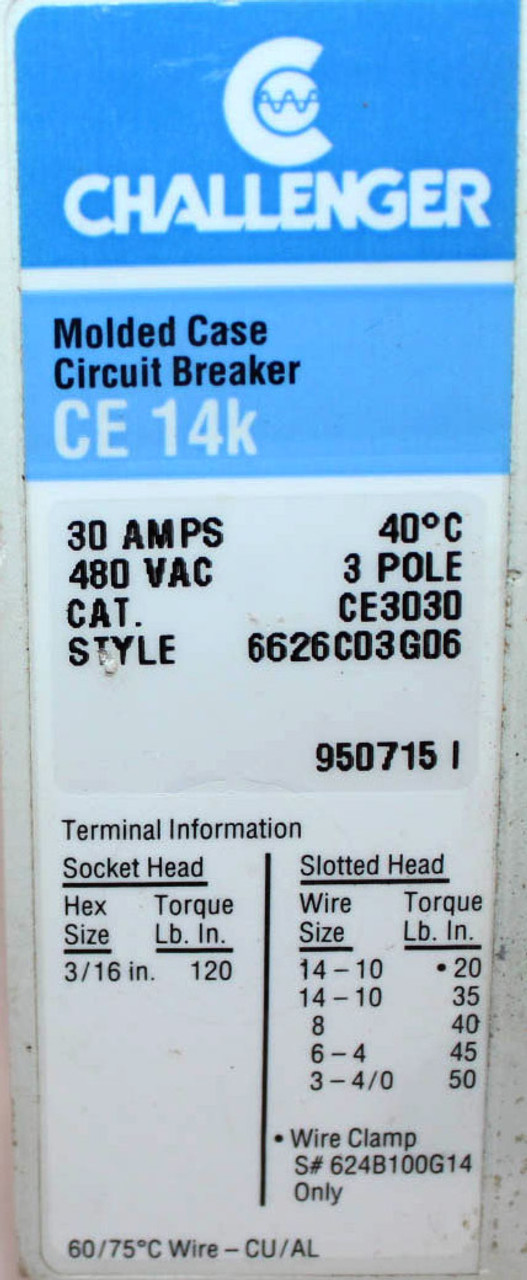 CHALLENGER
Molded Case
Circuit Breaker
CE 14k
30 AMPS 40°C
480 VAC 3 POLE
CAT. CE3030
STYLE 6626C03G06
950715 I
Terminal Information
Socket Head
Hex Torque
Size Lb. In.
3/16 in. 120
Slotted Head
Wire Torque
Size Lb. In.
14 – 10 • 20
14 – 10 35
8 40
6 – 4 45
3 – 4/0 50
• Wire Clamp
S# 624B100G14
Only
60/75°C Wire – CU/AL